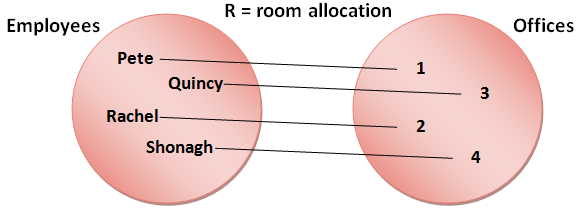 R = room allocation
Employees
Offices
Pete
1
Quincy
3
Rachel
2
Shonagh
4